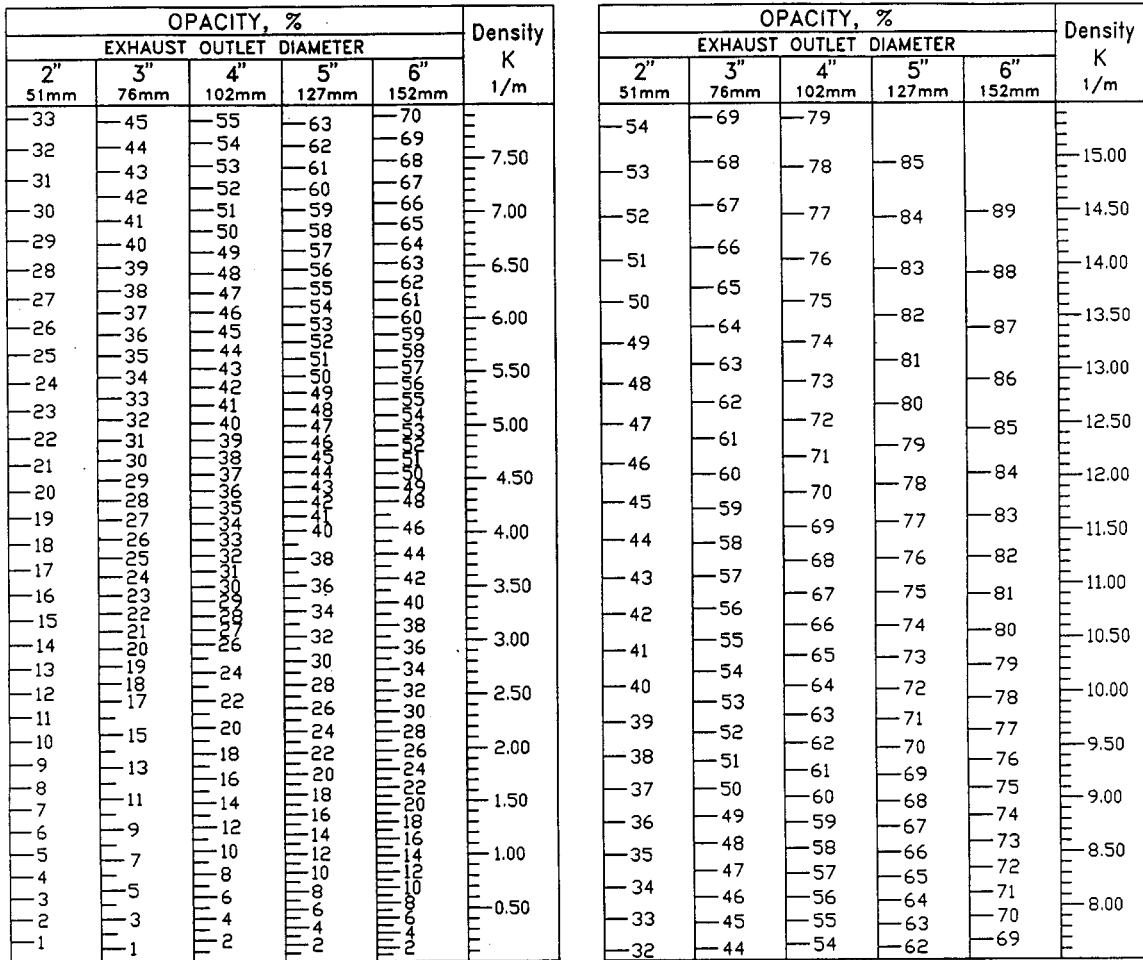 OPACITY, %
EXHAUST OUTLET DIAMETER
2" 3" 4" 5" 6"
51mm 76mm 102mm 127mm 152mm
Density
K
1/m
33 32 31 30 29 28 27 26 25 24 23 22 21 20 19 18 17 16 15 14 13 12 11 10 9 8 7 6 5 4 3 2 1
45 44 43 42 41 40 39 38 37 36 35 34 33 32 31 30 29 28 27 26 25 24 23 22 21 20 19 18 17 15 13 11 9 7 5 3 1
55 54 53 52 51 50 49 48 47 46 45 44 43 42 41 40 39 38 37 36 35 34 33 32 31 30 29 28 27 26 24 22 20 18 16 14 12 10 8 6 4 2
63 62 61 60 59 58 57 56 55 54 53 52 51 50 49 48 47 46 45 44 43 42 41 40 38 36 34 32 30 28 26 24 22 20 18 16 14 12 10 8 6 4 2
70 69 68 67 66 65 64 63 62 61 60 59 58 57 56 55 54 53 52 51 50 49 48 46 44 42 40 38 36 34 32 30 28 26 24 22 20 18 16 14 12 10 8 6 4 2
7.50 7.00 6.50 6.00 5.50 5.00 4.50 4.00 3.50 3.00 2.50 2.00 1.50 1.00 0.50
OPACITY, %
EXHAUST OUTLET DIAMETER
2" 3" 4" 5" 6"
51mm 76mm 102mm 127mm 152mm
Density
K
1/m
54 53 52 51 50 49 48 47 46 45 44 43 42 41 40 39 38 37 36 35 34 33 32
69 68 67 66 65 64 63 62 61 60 59 58 57 56 55 54 53 52 51 50 49 48 47 46 45 44
79 78 77 76 75 74 73 72 71 70 69 68 67 66 65 64 63 62 61 60 59 58 57 56 55 54
85 84 83 82 81 80 79 78 77 76 75 74 73 72 71 70 69 68 67 66 65 64 63 62
89 88 87 86 85 84 83 82 81 80 79 78 77 76 75 74 73 72 71 70 69
15.00 14.50 14.00 13.50 13.00 12.50 12.00 11.50 11.00 10.50 10.00 9.50 9.00 8.50 8.00